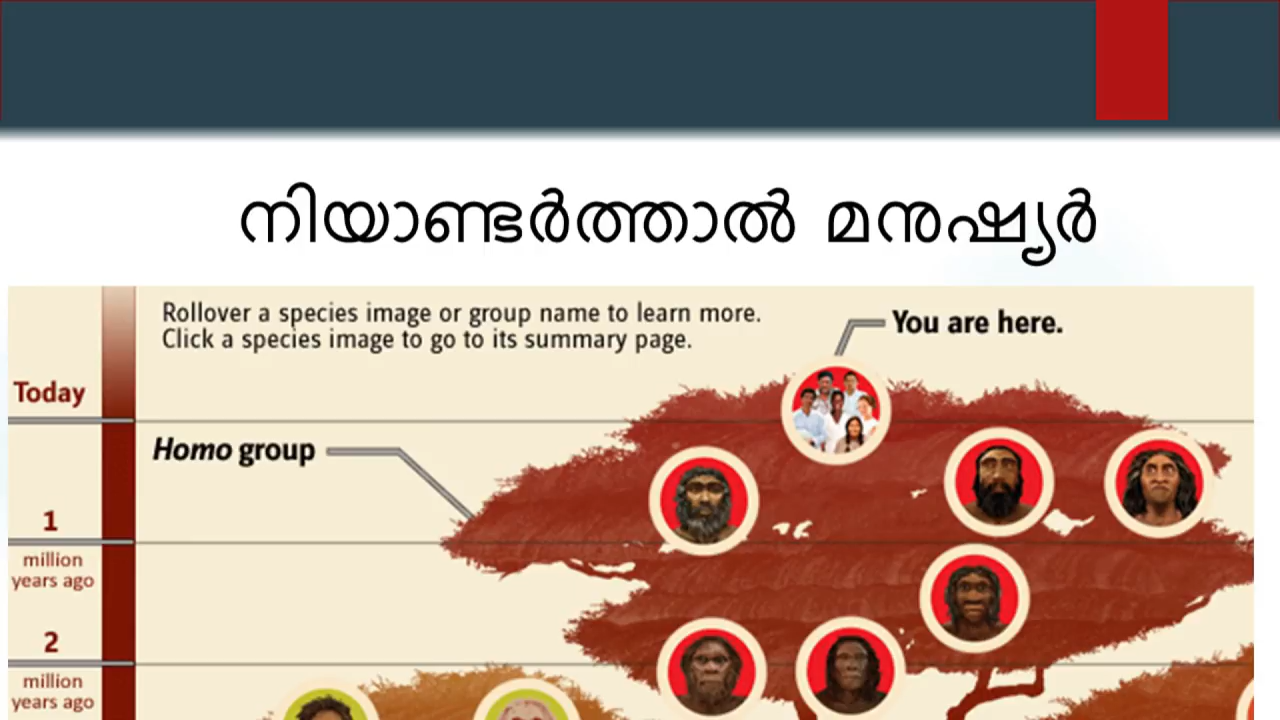 നിയാണ്ടർത്താൽ മനുഷ്യർ
Rollover a species image or group name to learn more.
Click a species image to go to its summary page.
You are here.
Today
Homo group
1
million
years ago
2
million
years ago